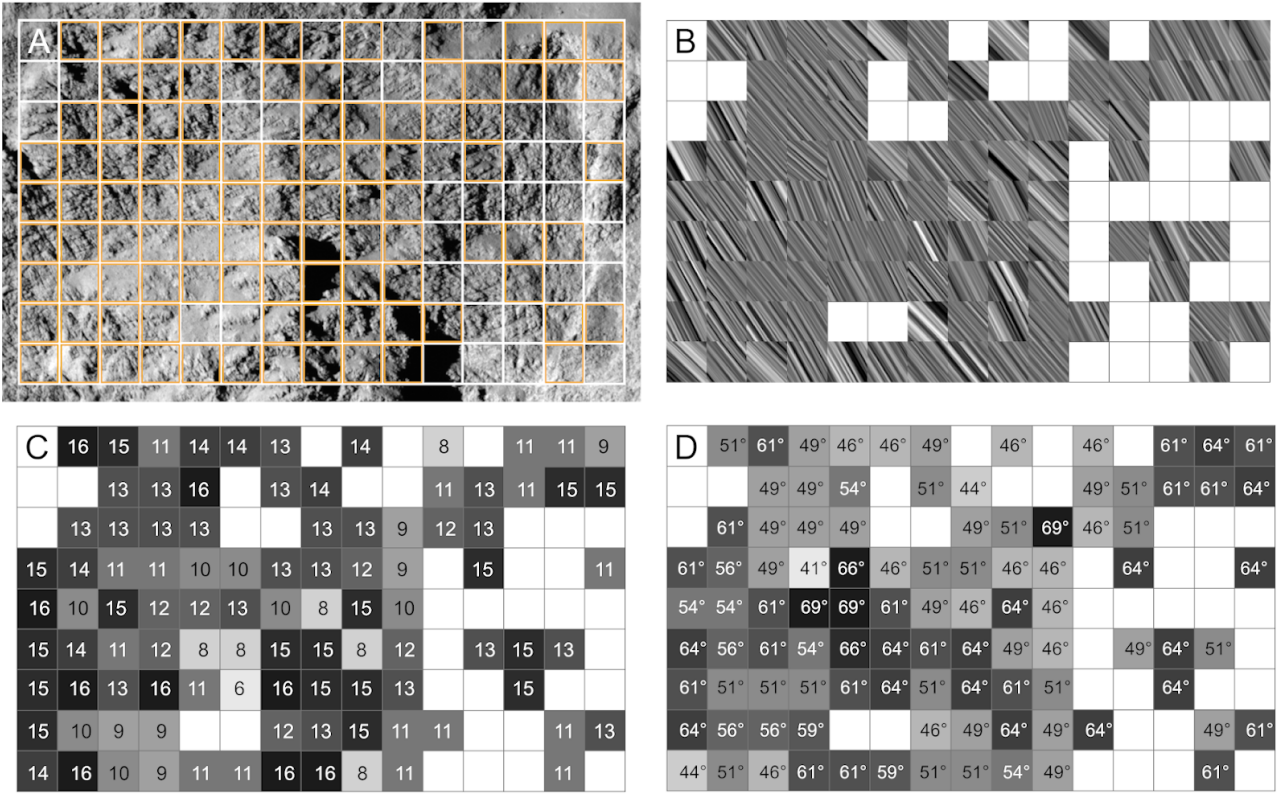 A
B
C 16 15 11 14 14 13 14 8 11 11 9
13 13 16 13 14 11 13 11 15 15
13 13 13 13 13 13 9 12 13
15 14 11 11 10 10 13 13 12 9 15 11
16 10 15 12 12 13 10 8 15 10
15 14 11 12 8 8 15 15 8 12 13 15 13
15 16 13 16 11 6 16 15 15 13 15
15 10 9 9 12 13 15 11 11 11 13
14 16 10 9 11 11 16 16 8 11 11
D 51° 61° 49° 46° 46° 49° 46° 46° 61° 64° 61°
49° 49° 54° 51° 44° 49° 51° 61° 61° 64°
61° 49° 49° 49° 49° 51° 69° 46° 51°
61° 56° 49° 41° 66° 46° 51° 51° 46° 46° 64° 64°
54° 54° 61° 69° 69° 61° 49° 46° 64° 46°
64° 56° 61° 54° 66° 64° 61° 64° 49° 46° 49° 64° 51°
61° 51° 51° 51° 61° 64° 51° 64° 61° 51° 64°
64° 56° 56° 59° 46° 49° 64° 49° 64° 49° 61°
44° 51° 46° 61° 61° 59° 51° 51° 54° 49° 61°